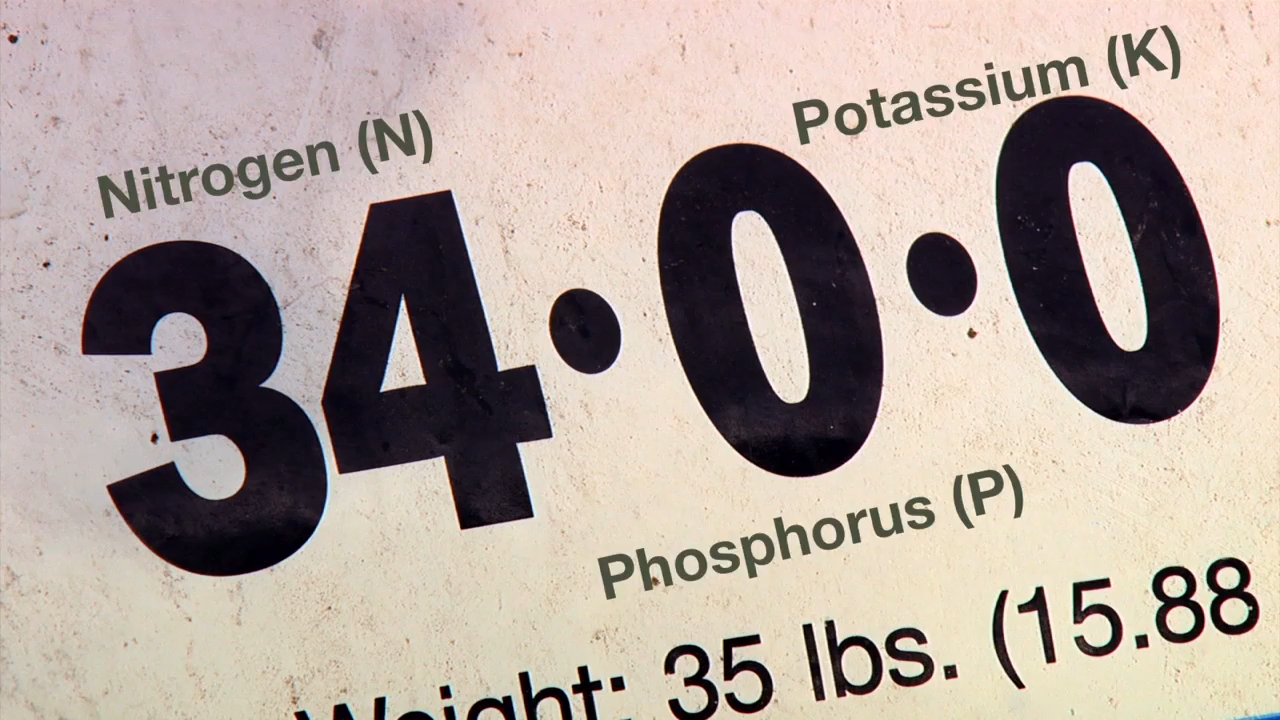 Nitrogen (N)
Potassium (K)
34•0•0
Phosphorus (P)
Weight: 35 lbs. (15.88